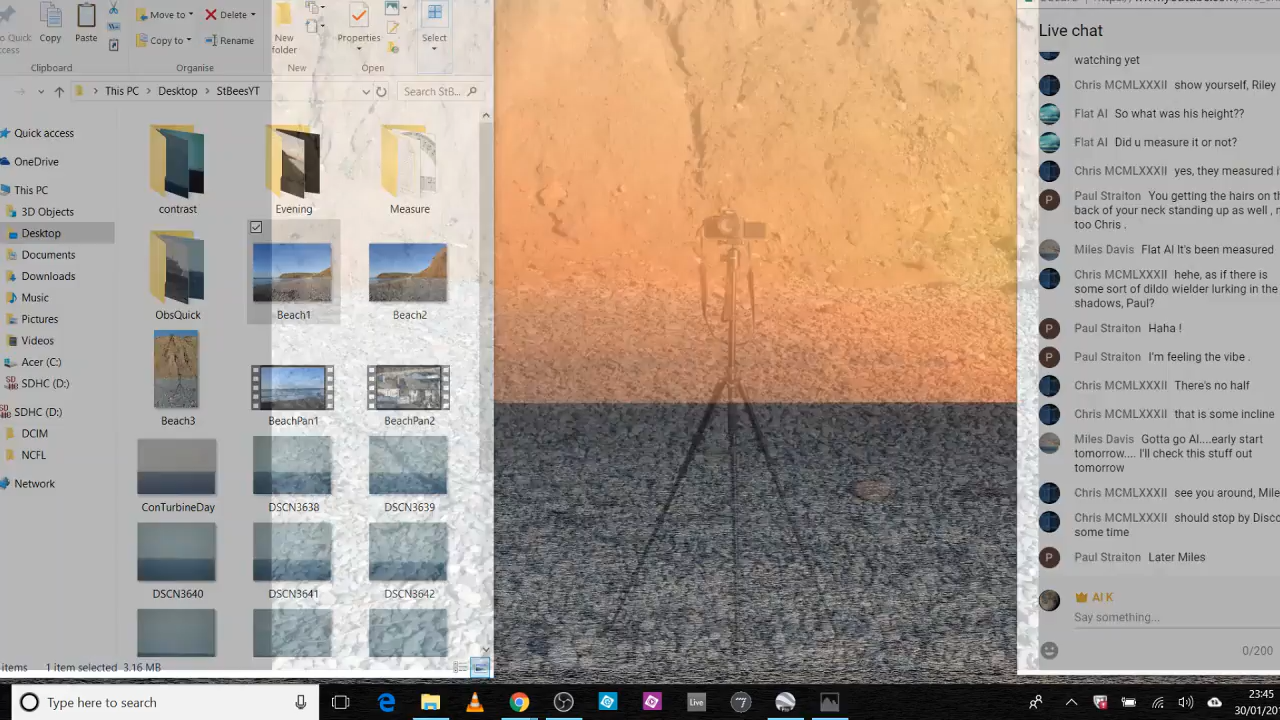 Move to
Delete
to Quick
access
Copy
Paste
Copy to
Rename
New
folder
Properties
Select
Clipboard
Organise
New
Open
This PC
Desktop
StBeesYT
Search StB...
Quick access
OneDrive
This PC
3D Objects
Desktop
Documents
Downloads
Music
Pictures
Videos
Acer (C:)
SDHC (D:)
SDHC (D:)
DCIM
NCFL
Network
contrast
Evening
Measure
ObsQuick
Beach1
Beach2
Beach3
BeachPan1
BeachPan2
ConTurbineDay
DSCN3638
DSCN3639
DSCN3640
DSCN3641
DSCN3642
items
1 item selected 3.16 MB
Live chat
watching yet
Chris MCMLXXXII show yourself, Riley
Flat Al So what was his height??
Flat Al Did u measure it or not?
Chris MCMLXXXII yes, they measured i
Paul Straiton You getting the hairs on th
back of your neck standing up as well , m
too Chris .
Miles Davis Flat Al It's been measured
Chris MCMLXXXII hehe, as if there is
some sort of dildo wielder lurking in the
shadows, Paul?
Paul Straiton Haha !
Paul Straiton I'm feeling the vibe .
Chris MCMLXXXII There's no half
Chris MCMLXXXII that is some incline
Miles Davis Gotta go Al....early start
tomorrow.... I'll check this stuff out
tomorrow
Chris MCMLXXXII see you around, Mile
Chris MCMLXXXII should stop by Disco
some time
Paul Straiton Later Miles
Al K
Say something...
0/200
Type here to search
Live
23:45
30/01/20